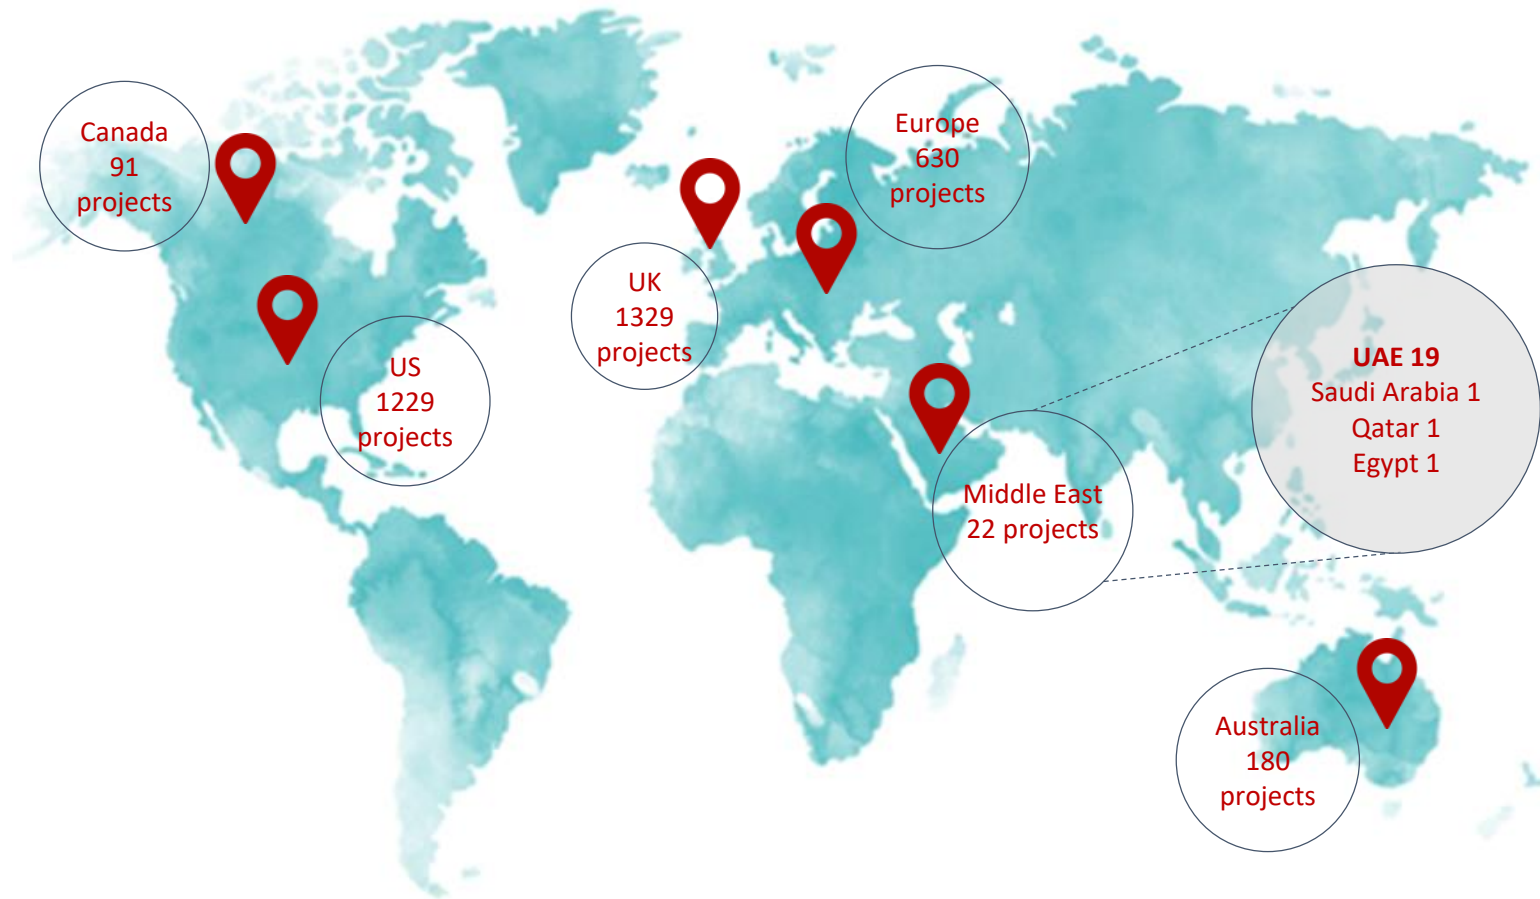 Canada
91
projects
US
1229
projects
UK
1329
projects
Europe
630
projects
Middle East
22 projects
UAE 19
Saudi Arabia 1
Qatar 1
Egypt 1
Australia
180
projects